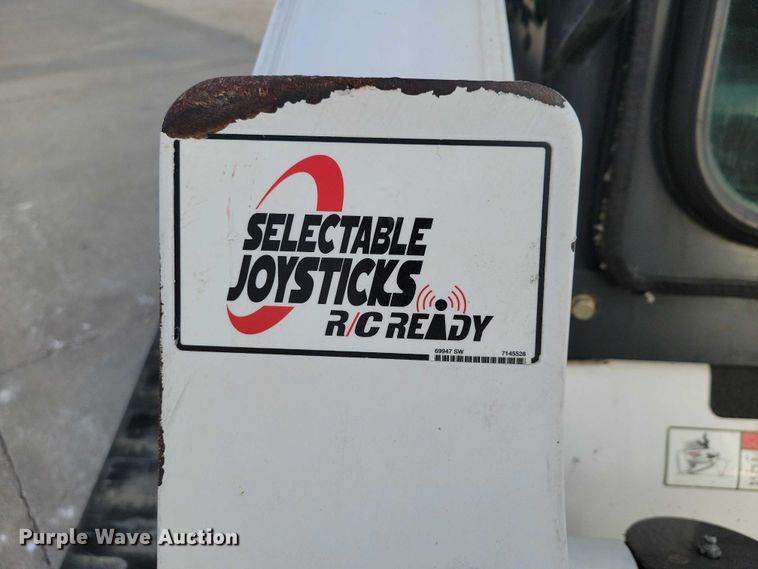 SELECTABLE
JOYSTICKS
R/C READY
69947 SW 7145528
Purple Wave Auction